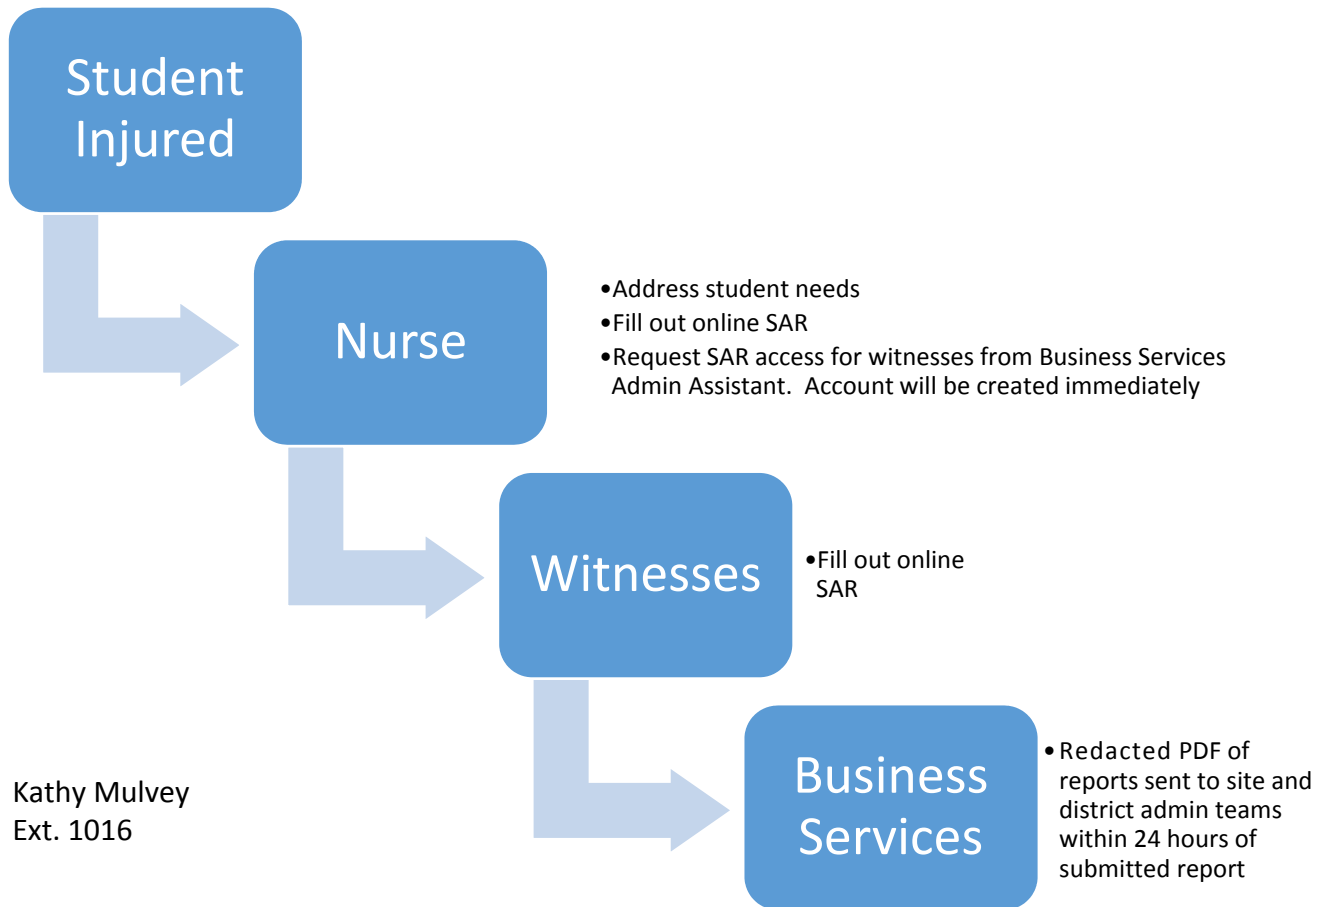 Student
Injured
Nurse
•Address student needs
•Fill out online SAR
•Request SAR access for witnesses from Business Services
Admin Assistant.  Account will be created immediately
Witnesses
•Fill out online
SAR
Business
Services
•Redacted PDF of
reports sent to site and
district admin teams
within 24 hours of
submitted report
Kathy Mulvey
Ext. 1016